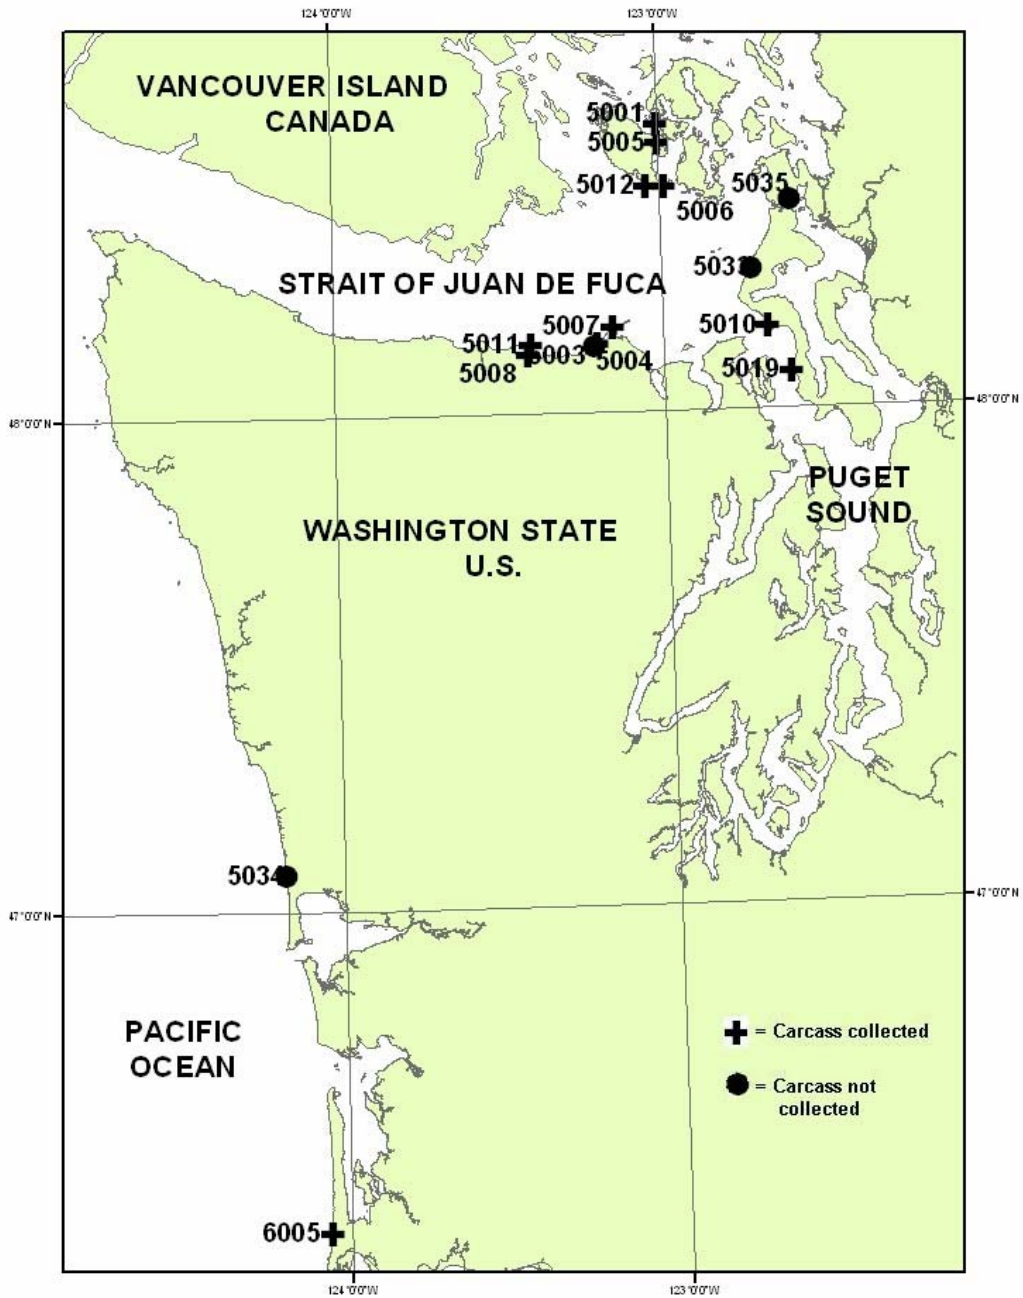 124°0'0"W 123°0'0"W
VANCOUVER ISLAND
CANADA
5001
5005
5012
5006
5035
5033
STRAIT OF JUAN DE FUCA
5007
5010
5011
5003
5004
5008
5019
48°0'0"N 48°0'0"N
PUGET
SOUND
WASHINGTON STATE
U.S.
5034
47°0'0"N 47°0'0"N
PACIFIC
OCEAN
= Carcass collected
= Carcass not
collected
6005
124°0'0"W 123°0'0"W